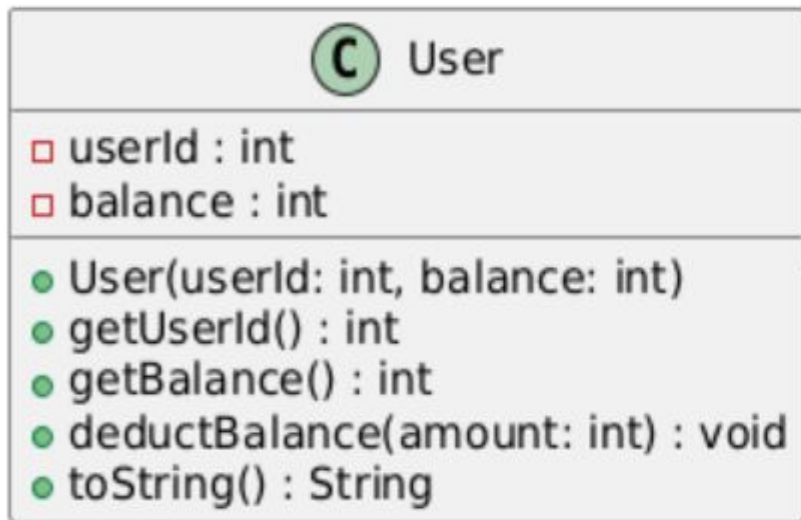 C User
userId : int
balance : int
User(userId: int, balance: int)
getUserId() : int
getBalance() : int
deductBalance(amount: int) : void
toString() : String